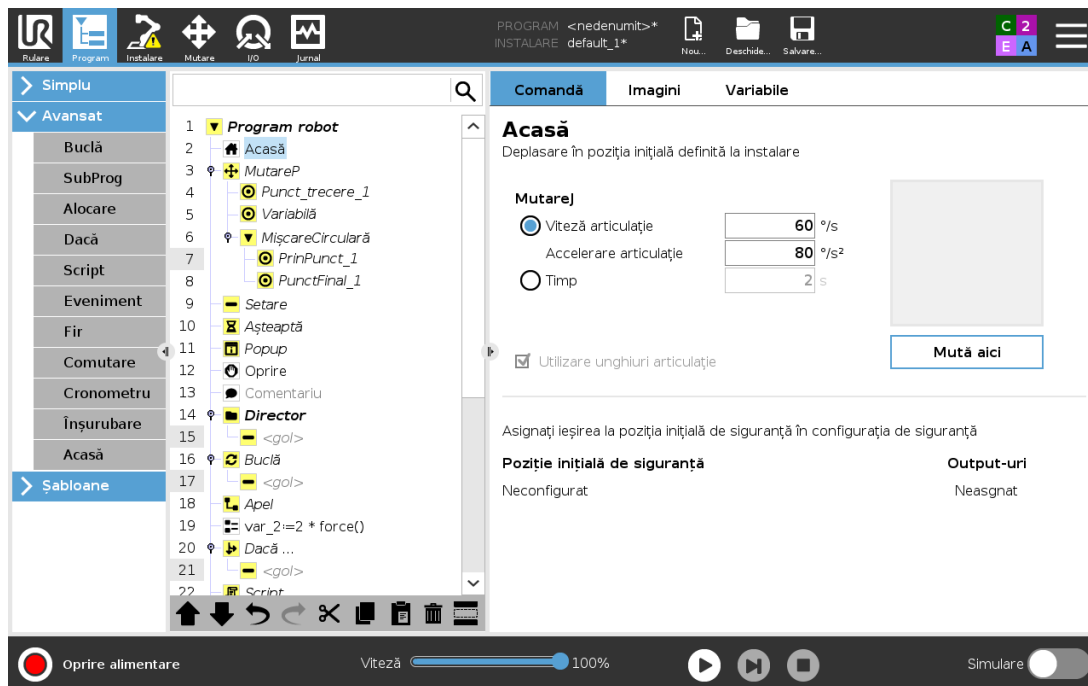 PROGRAM <nedenumit>*
INSTALARE default_1*
Rulare
Program
Instalare
Mutare
I/O
Jurnal
Nou...
Deschide...
Salvare...
C 2
E A
Simplu
Avansat
Buclă
SubProg
Alocare
Dacă
Script
Eveniment
Fir
Comutare
Cronometru
Înșurubare
Acasă
Șabloane
1 Program robot
2 Acasă
3 MutareP
4 Punct_trecere_1
5 Variabilă
6 MișcareCirculară
7 PrinPunct_1
8 PunctFinal_1
9 Setare
10 Așteaptă
11 Popup
12 Oprire
13 Comentariu
14 Director
15 <gol>
16 Buclă
17 <gol>
18 Apel
19 var_2≔2 * force()
20 Dacă ...
21 <gol>
22 Script
Comandă
Imagini
Variabile
Acasă
Deplasare în poziția inițială definită la instalare
MutareJ
Viteză articulație 60 °/s
Accelerare articulație 80 °/s²
Timp 2 s
Utilizare unghiuri articulație
Mută aici
Asignați ieșirea la poziția inițială de siguranță în configurația de siguranță
Poziție inițială de siguranță Output-uri
Neconfigurat Neasgnat
Oprire alimentare
Viteză 100%
Simulare